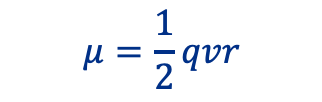 μ = 1/2 qvr